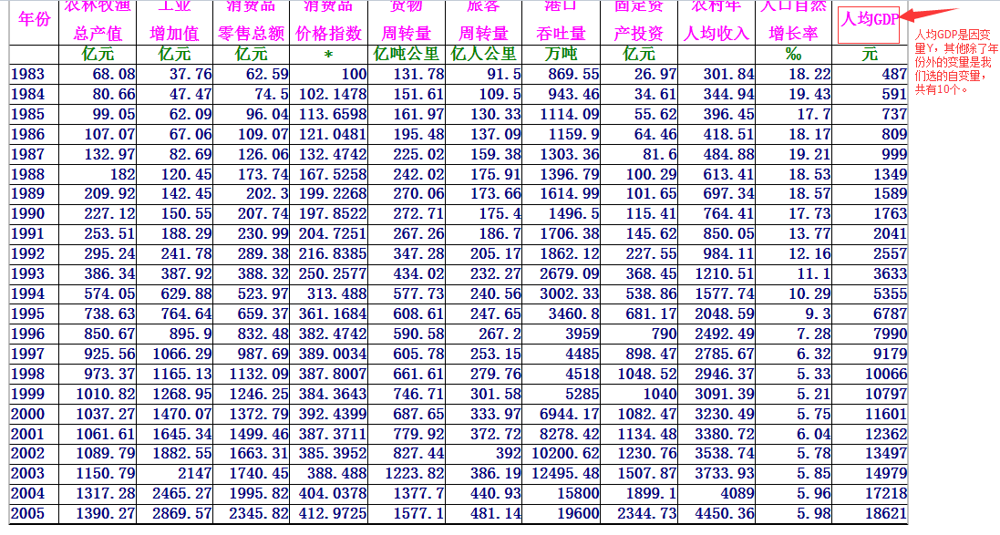 年份 农林牧渔 工业 消费品 消费品 货物 旅客 港口 固定资 农村年 人口自然 人均GDP
总产值 增加值 零售总额 价格指数 周转量 周转量 吞吐量 产投资 人均收入 增长率
亿元 亿元 亿元 * 亿吨公里 亿人公里 万吨 亿元 ‰ 元
1983 68.08 37.76 62.59 100 131.78 91.5 869.55 26.97 301.84 18.22 487
1984 80.66 47.47 74.5 102.1478 151.61 109.5 943.46 34.61 344.94 19.43 591
1985 99.05 62.09 96.04 113.6598 161.97 130.33 1114.09 55.62 396.45 17.7 737
1986 107.07 67.06 109.07 121.0481 195.48 137.09 1159.9 64.46 418.51 18.17 809
1987 132.97 82.69 126.06 132.4742 225.02 159.38 1303.36 81.6 484.88 19.21 999
1988 182 120.45 173.74 167.5258 242.02 175.91 1396.79 100.29 613.41 18.53 1349
1989 209.92 142.45 202.3 199.2268 270.06 173.66 1614.99 101.65 697.34 18.57 1589
1990 227.12 150.55 207.74 197.8522 272.71 175.4 1496.5 115.41 764.41 17.73 1763
1991 253.51 188.29 230.99 204.7251 267.26 186.7 1706.38 145.62 850.05 13.77 2041
1992 295.24 241.78 289.38 216.8385 347.28 205.17 1862.12 227.55 984.11 12.16 2557
1993 386.34 387.92 388.32 250.2577 434.02 232.27 2679.09 368.45 1210.51 11.1 3633
1994 574.05 629.88 523.97 313.488 577.73 240.56 3002.33 538.86 1577.74 10.29 5355
1995 738.63 764.64 659.37 361.1684 608.61 247.65 3460.8 681.17 2048.59 9.3 6787
1996 850.67 895.9 832.48 382.4742 590.58 267.2 3959 790 2492.49 7.28 7990
1997 925.56 1066.29 987.69 389.0034 605.78 253.15 4485 898.47 2785.67 6.32 9179
1998 973.37 1165.13 1132.09 387.8007 661.61 279.76 4518 1048.52 2946.37 5.33 10066
1999 1010.82 1268.95 1246.25 384.3643 746.71 301.58 5285 1040 3091.39 5.21 10797
2000 1037.27 1470.07 1372.79 392.4399 687.65 333.97 6944.17 1082.47 3230.49 5.75 11601
2001 1061.61 1645.34 1499.46 387.3711 779.92 372.72 8278.42 1134.48 3380.72 6.04 12362
2002 1089.79 1882.55 1663.31 385.3952 827.44 392 10200.62 1230.76 3538.74 5.78 13497
2003 1150.79 2147 1740.45 388.488 1223.82 386.19 12495.48 1507.87 3733.93 5.85 14979
2004 1317.28 2465.27 1995.82 404.0378 1377.7 440.93 15800 1899.1 4089 5.96 17218
2005 1390.27 2869.57 2345.82 412.9725 1577.1 481.14 19600 2344.73 4450.36 5.98 18621
人均GDP是因变
量Y，其他除了年
份外的变量是我
们选的自变量，
共有10个。